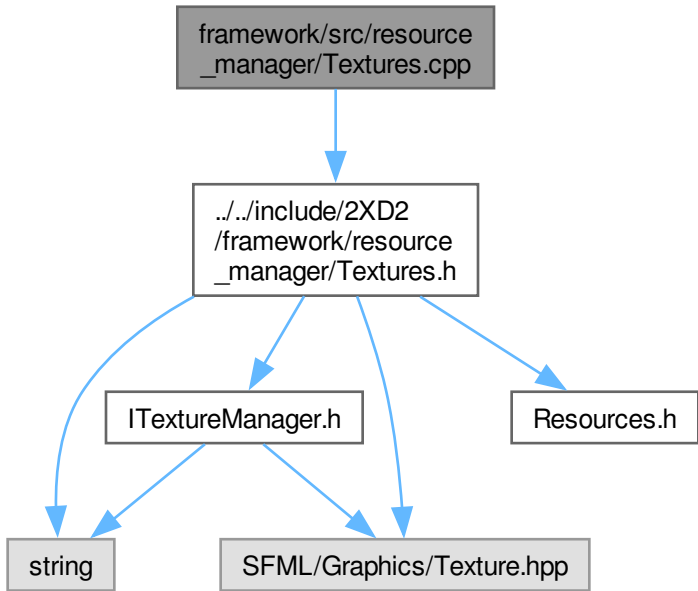 framework/src/resource
_manager/Textures.cpp
../../include/2XD2
/framework/resource
_manager/Textures.h
ITextureManager.h
Resources.h
string
SFML/Graphics/Texture.hpp